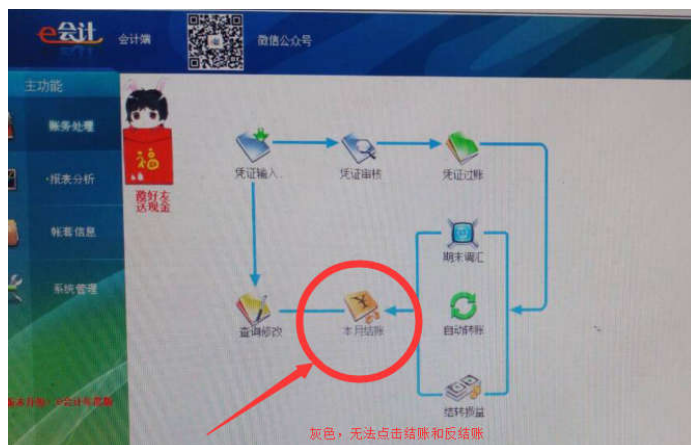 e会计 会计端 微信公众号
主功能
账务处理
·报表分析
帐套信息
系统管理
福
邀好友
送现金
凭证输入
凭证审核
凭证过账
期末调汇
自动转账
结转损益
本月结账
查询修改
灰色，无法点击结账和反结账